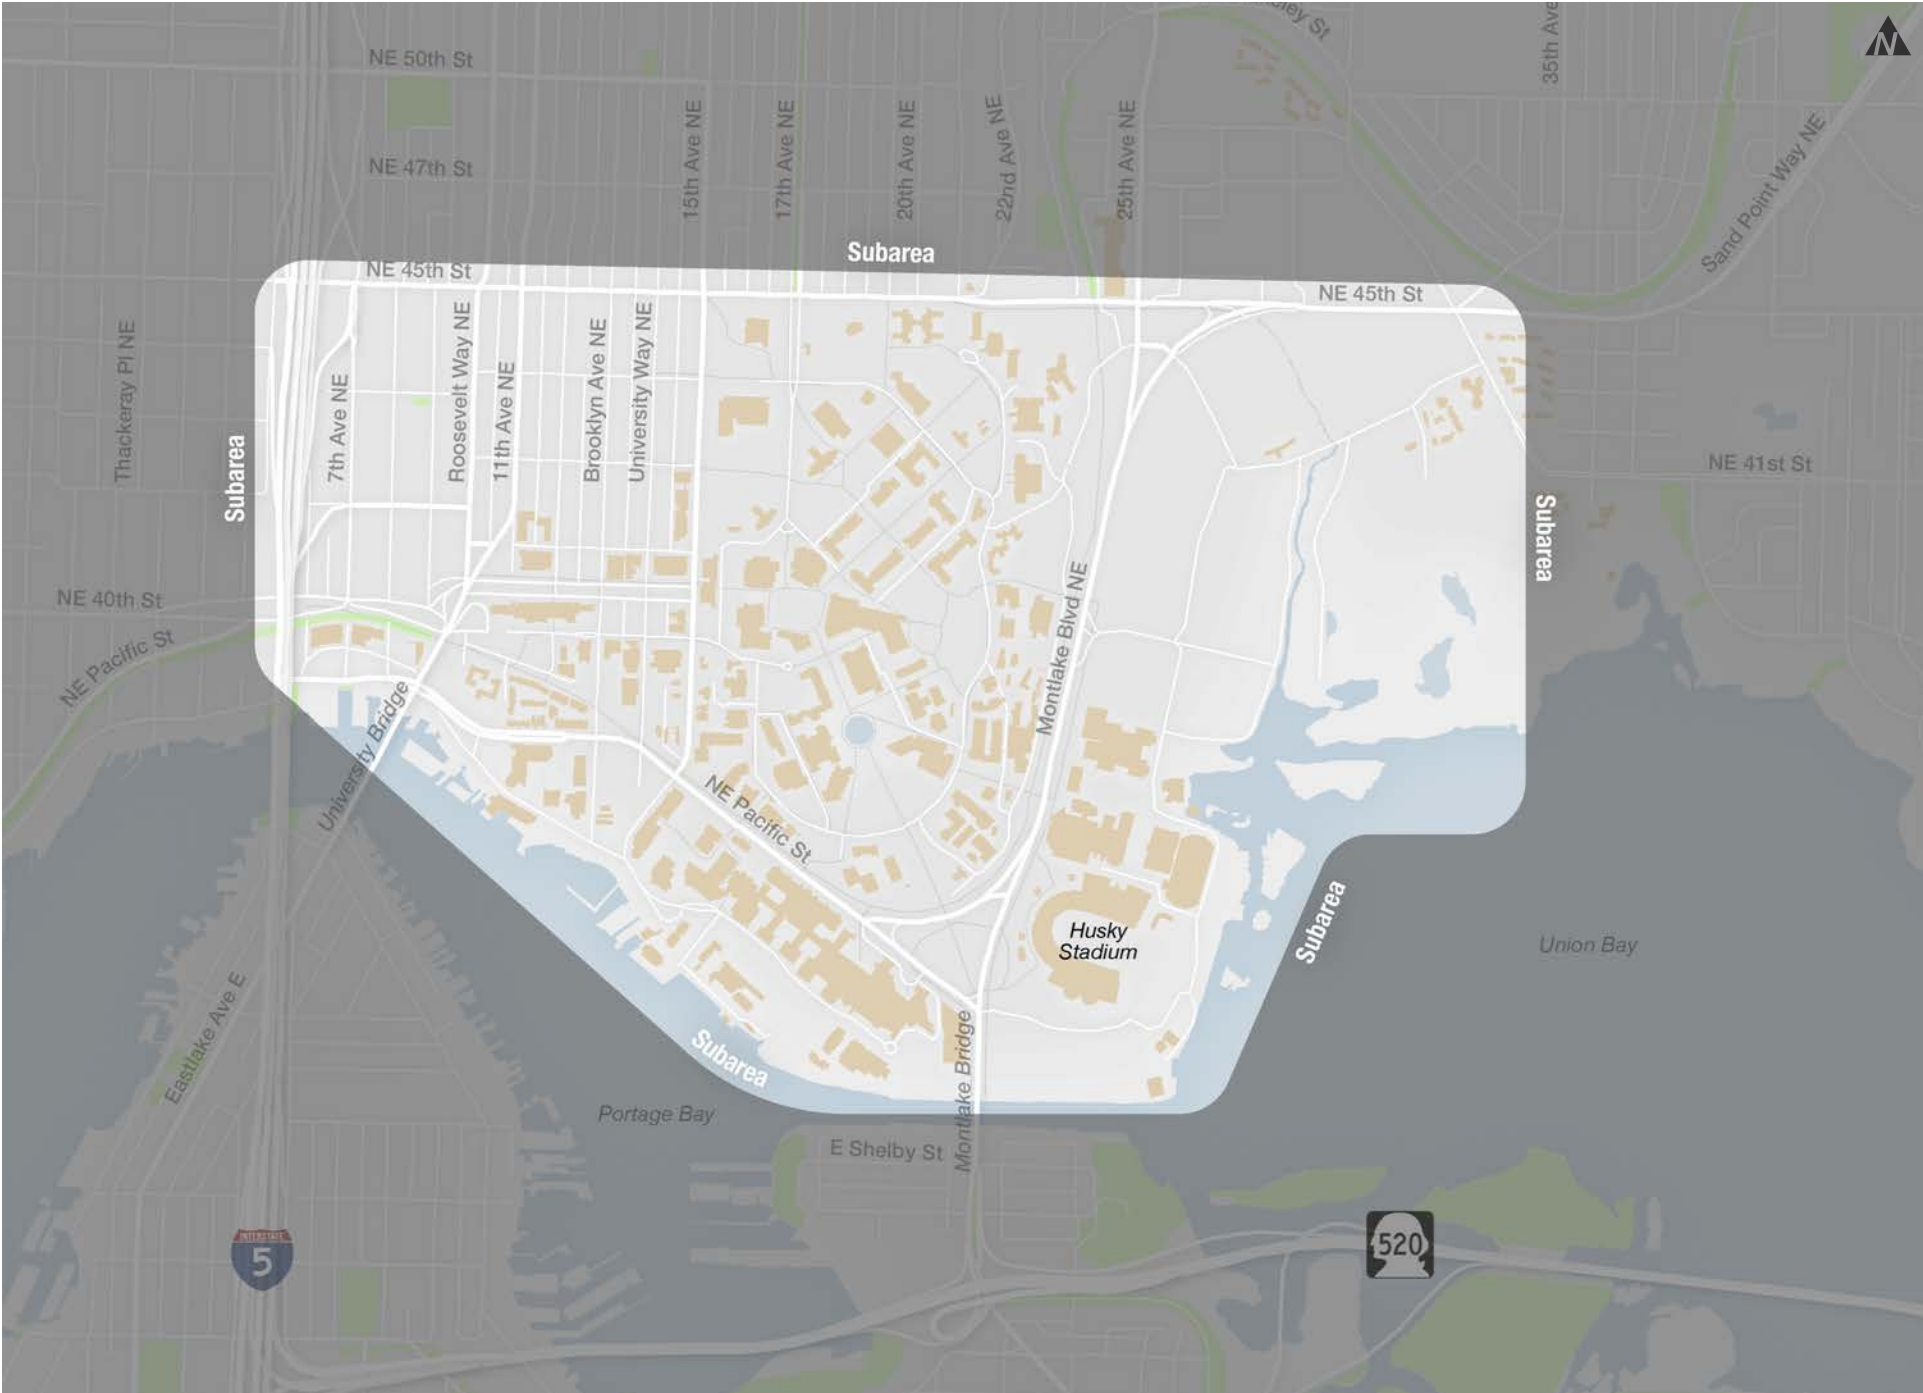 ley St
35th Ave
N
NE 50th St
NE 47th St
15th Ave NE
17th Ave NE
20th Ave NE
22nd Ave NE
25th Ave NE
Sand Point Way NE
Subarea
NE 45th St
NE 45th St
Thackeray Pl NE
Subarea
7th Ave NE
Roosevelt Way NE
11th Ave NE
Brooklyn Ave NE
University Way NE
NE 41st St
Subarea
NE 40th St
NE Pacific St
Montlake Blvd NE
University Bridge
NE Pacific St
Husky
Stadium
Subarea
Union Bay
Eastlake Ave E
Subarea
Portage Bay
Montlake Bridge
E Shelby St
INTERSTATE
5
520